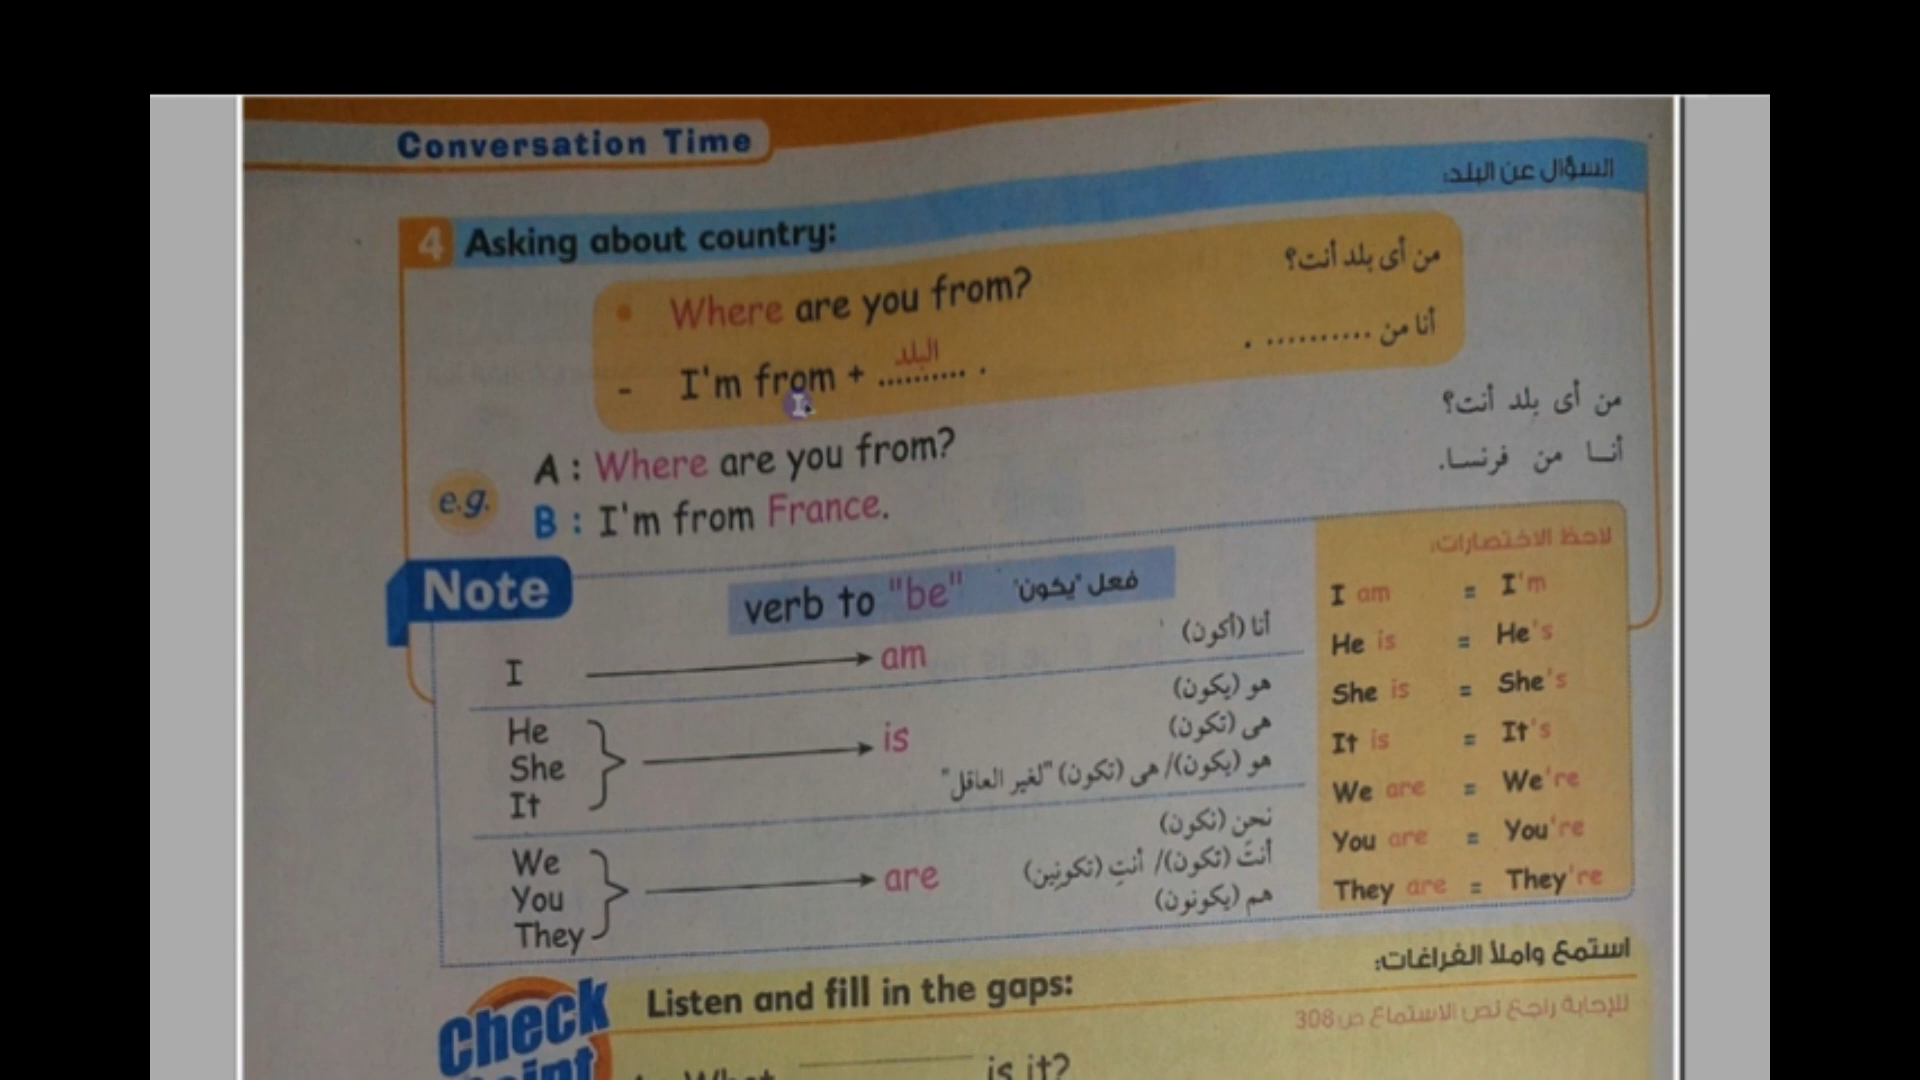 Conversation Time
السؤال عن البلد:
4 Asking about country:
• Where are you from? من أى بلد أنت؟
البلد
- I'm from + .......... . أنا من .......... .
e.g.
A : Where are you from? من أى بلد أنت؟
B : I'm from France. أنا من فرنسا.
Note
verb to "be" فعل "يكون"
I am أنا (أكون)
He هو (يكون)
She is هى (تكون)
It هو (يكون)/ هى (تكون) "لغير العاقل"
We نحن (نكون)
You are أنتَ (تكون)/ أنتِ (تكونين)
They هم (يكونون)
لاحظ الاختصارات:
I am = I'm
He is = He's
She is = She's
It is = It's
We are = We're
You are = You're
They are = They're
Check
Point
Listen and fill in the gaps: استمع واملأ الفراغات:
للإجابة راجع نص الاستماع ص 308
What ________ is it?